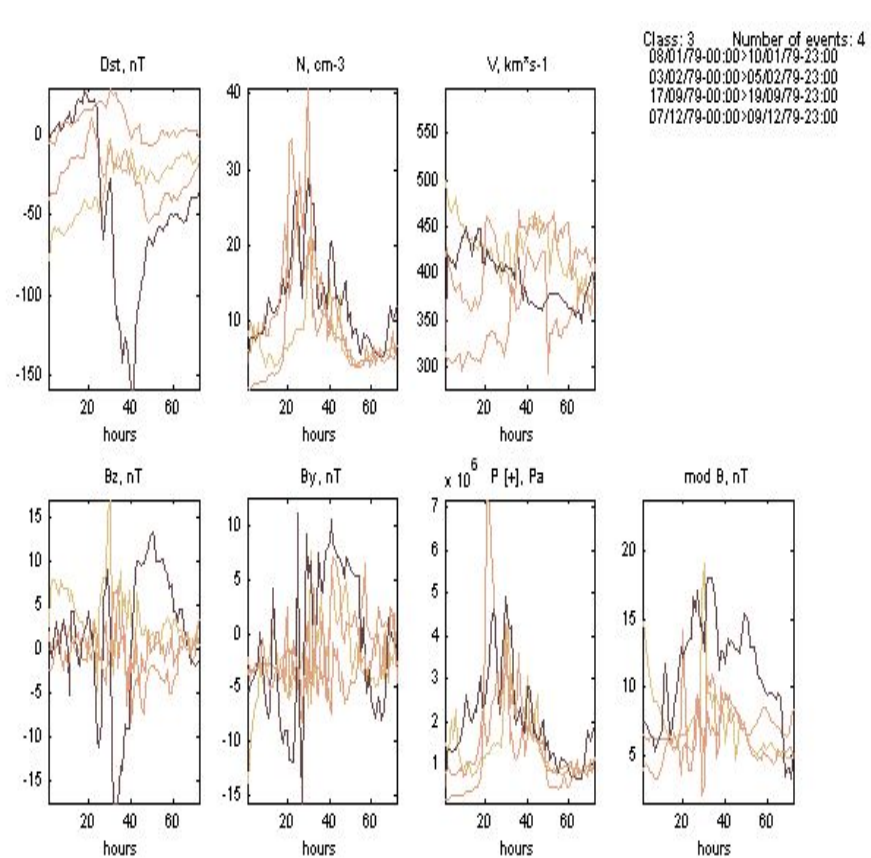 Class: 3 Number of events: 4
08/01/79-00:00>10/01/79-23:00
03/02/79-00:00>05/02/79-23:00
17/09/79-00:00>19/09/79-23:00
07/12/79-00:00>09/12/79-23:00
Dst, nT
N, cm-3
V, km*s-1
0
-50
-100
-150
20 40 60
hours
40
30
20
10
20 40 60
hours
550
500
450
400
350
300
20 40 60
hours
Bz, nT
By, nT
x 10^6 P [+], Pa
mod B, nT
15
10
5
0
-5
-10
-15
20 40 60
hours
10
5
0
-5
-10
-15
20 40 60
hours
7
6
5
4
3
2
1
20 40 60
hours
20
15
10
5
20 40 60
hours